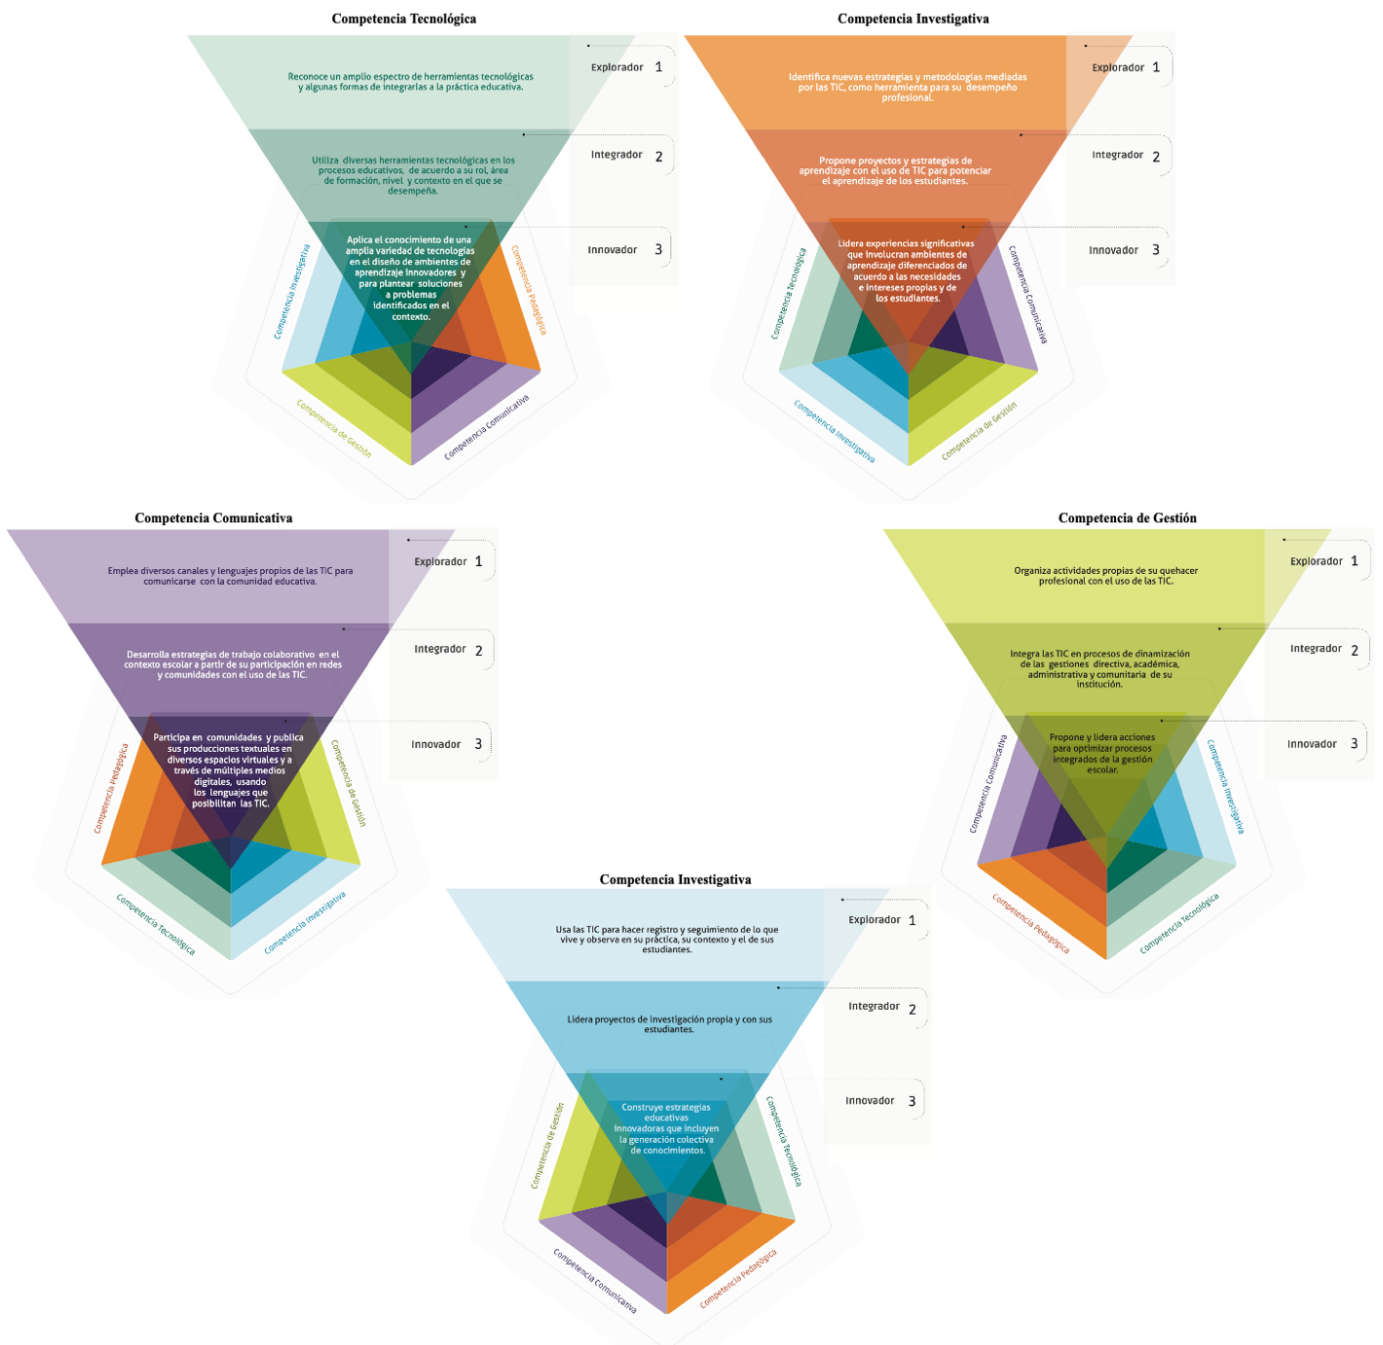 Competencia Tecnológica
Reconoce un amplio espectro de herramientas tecnológicas
y algunas formas de integrarlas a la práctica educativa.
Explorador 1
Utiliza diversas herramientas tecnológicas en los
procesos educativos, de acuerdo a su rol, área
de formación, nivel y contexto en el que se
desempeña.
Integrador 2
Aplica el conocimiento de una
amplia variedad de tecnologías
en el diseño de ambientes de
aprendizaje innovadores y
para plantear soluciones
a problemas
identificados en el
contexto.
Innovador 3
Competencia Investigativa
Competencia Pedagógica
Competencia de Gestión
Competencia Comunicativa
Competencia Investigativa
Identifica nuevas estrategias y metodologías mediadas
por las TIC, como herramienta para su desempeño
profesional.
Explorador 1
Propone proyectos y estrategias de
aprendizaje con el uso de TIC para potenciar
el aprendizaje de los estudiantes.
Integrador 2
Lidera experiencias significativas
que involucran ambientes de
aprendizaje diferenciados de
acuerdo a las necesidades
e intereses propias y de
los estudiantes.
Innovador 3
Competencia Tecnológica
Competencia Comunicativa
Competencia Investigativa
Competencia de Gestión
Competencia Comunicativa
Emplea diversos canales y lenguajes propios de las TIC para
comunicarse con la comunidad educativa.
Explorador 1
Desarrolla estrategias de trabajo colaborativo en el
contexto escolar a partir de su participación en redes
y comunidades con el uso de las TIC.
Integrador 2
Participa en comunidades y publica
sus producciones textuales en
diversos espacios virtuales y a
través de múltiples medios
digitales, usando
los lenguajes que
posibilitan las TIC.
Innovador 3
Competencia Pedagógica
Competencia de Gestión
Competencia Tecnológica
Competencia Investigativa
Competencia de Gestión
Organiza actividades propias de su quehacer
profesional con el uso de las TIC.
Explorador 1
Integra las TIC en procesos de dinamización
de las gestiones directiva, académica,
administrativa y comunitaria de su
institución.
Integrador 2
Propone y lidera acciones
para optimizar procesos
integrados de la gestión
escolar.
Innovador 3
Competencia Comunicativa
Competencia Investigativa
Competencia Pedagógica
Competencia Tecnológica
Competencia Investigativa
Usa las TIC para hacer registro y seguimiento de lo que
vive y observa en su práctica, su contexto y el de sus
estudiantes.
Explorador 1
Lidera proyectos de investigación propia y con sus
estudiantes.
Integrador 2
Construye estrategias
educativas
innovadoras que incluyen
la generación colectiva
de conocimientos.
Innovador 3
Competencia de Gestión
Competencia Tecnológica
Competencia Comunicativa
Competencia Pedagógica